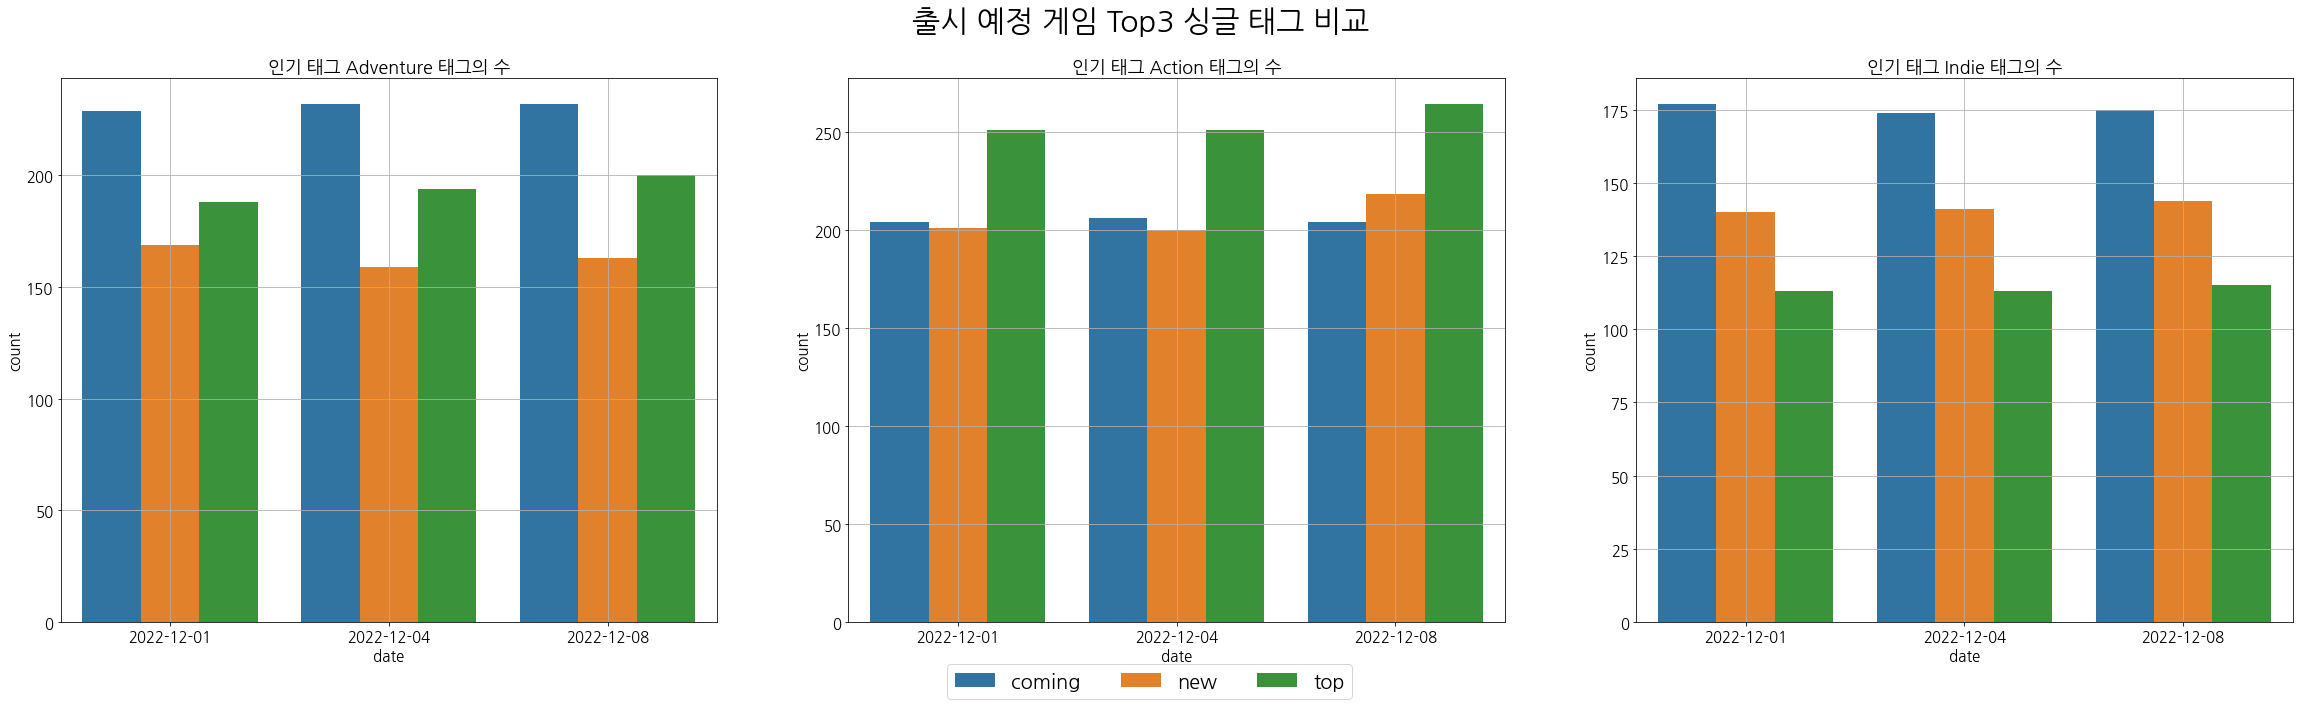 출시 예정 게임 Top3 싱글 태그 비교
인기 태그 Adventure 태그의 수
200
150
100
50
0
count
2022-12-01 2022-12-04 2022-12-08
date
인기 태그 Action 태그의 수
250
200
150
100
50
0
count
2022-12-01 2022-12-04 2022-12-08
date
인기 태그 Indie 태그의 수
175
150
125
100
75
50
25
0
count
2022-12-01 2022-12-04 2022-12-08
date
coming new top